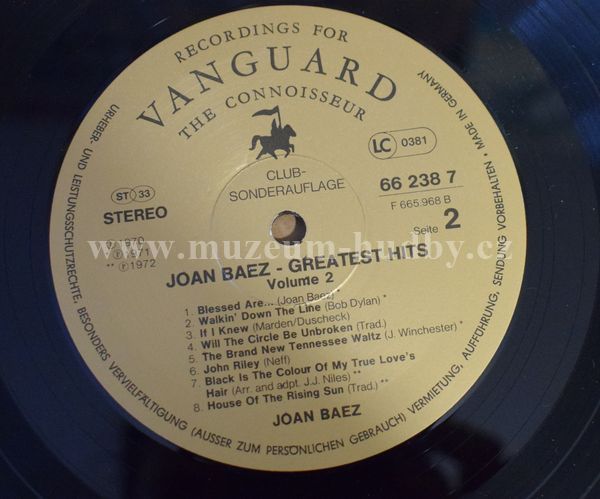 RECORDINGS FOR
VANGUARD
THE CONNOISSEUR
CLUB-
SONDERAUFLAGE
LC 0381
66 238 7
F 665.968 B
Seite 2
ST 33
STEREO
℗ 1970
* ℗ 1971
** ℗ 1972
www.muzeum-hudby.cz
JOAN BAEZ - GREATEST HITS
Volume 2
1. Blessed Are... (Joan Baez) *
2. Walkin' Down The Line (Bob Dylan) *
3. If I Knew (Marden/Duscheck)
4. Will The Circle Be Unbroken (Trad.)
5. The Brand New Tennessee Waltz (J. Winchester) *
6. John Riley (Neff)
7. Black Is The Colour Of My True Love's
Hair (Arr. and adpt. J.J. Niles) **
8. House Of The Rising Sun (Trad.) **
JOAN BAEZ
URHEBER- UND LEISTUNGSSCHUTZRECHTE, BESONDERS VERVIELFÄLTIGUNG (AUSSER ZUM PERSÖNLICHEN GEBRAUCH) VERMIETUNG, AUFFÜHRUNG, SENDUNG VORBEHALTEN • MADE IN GERMANY